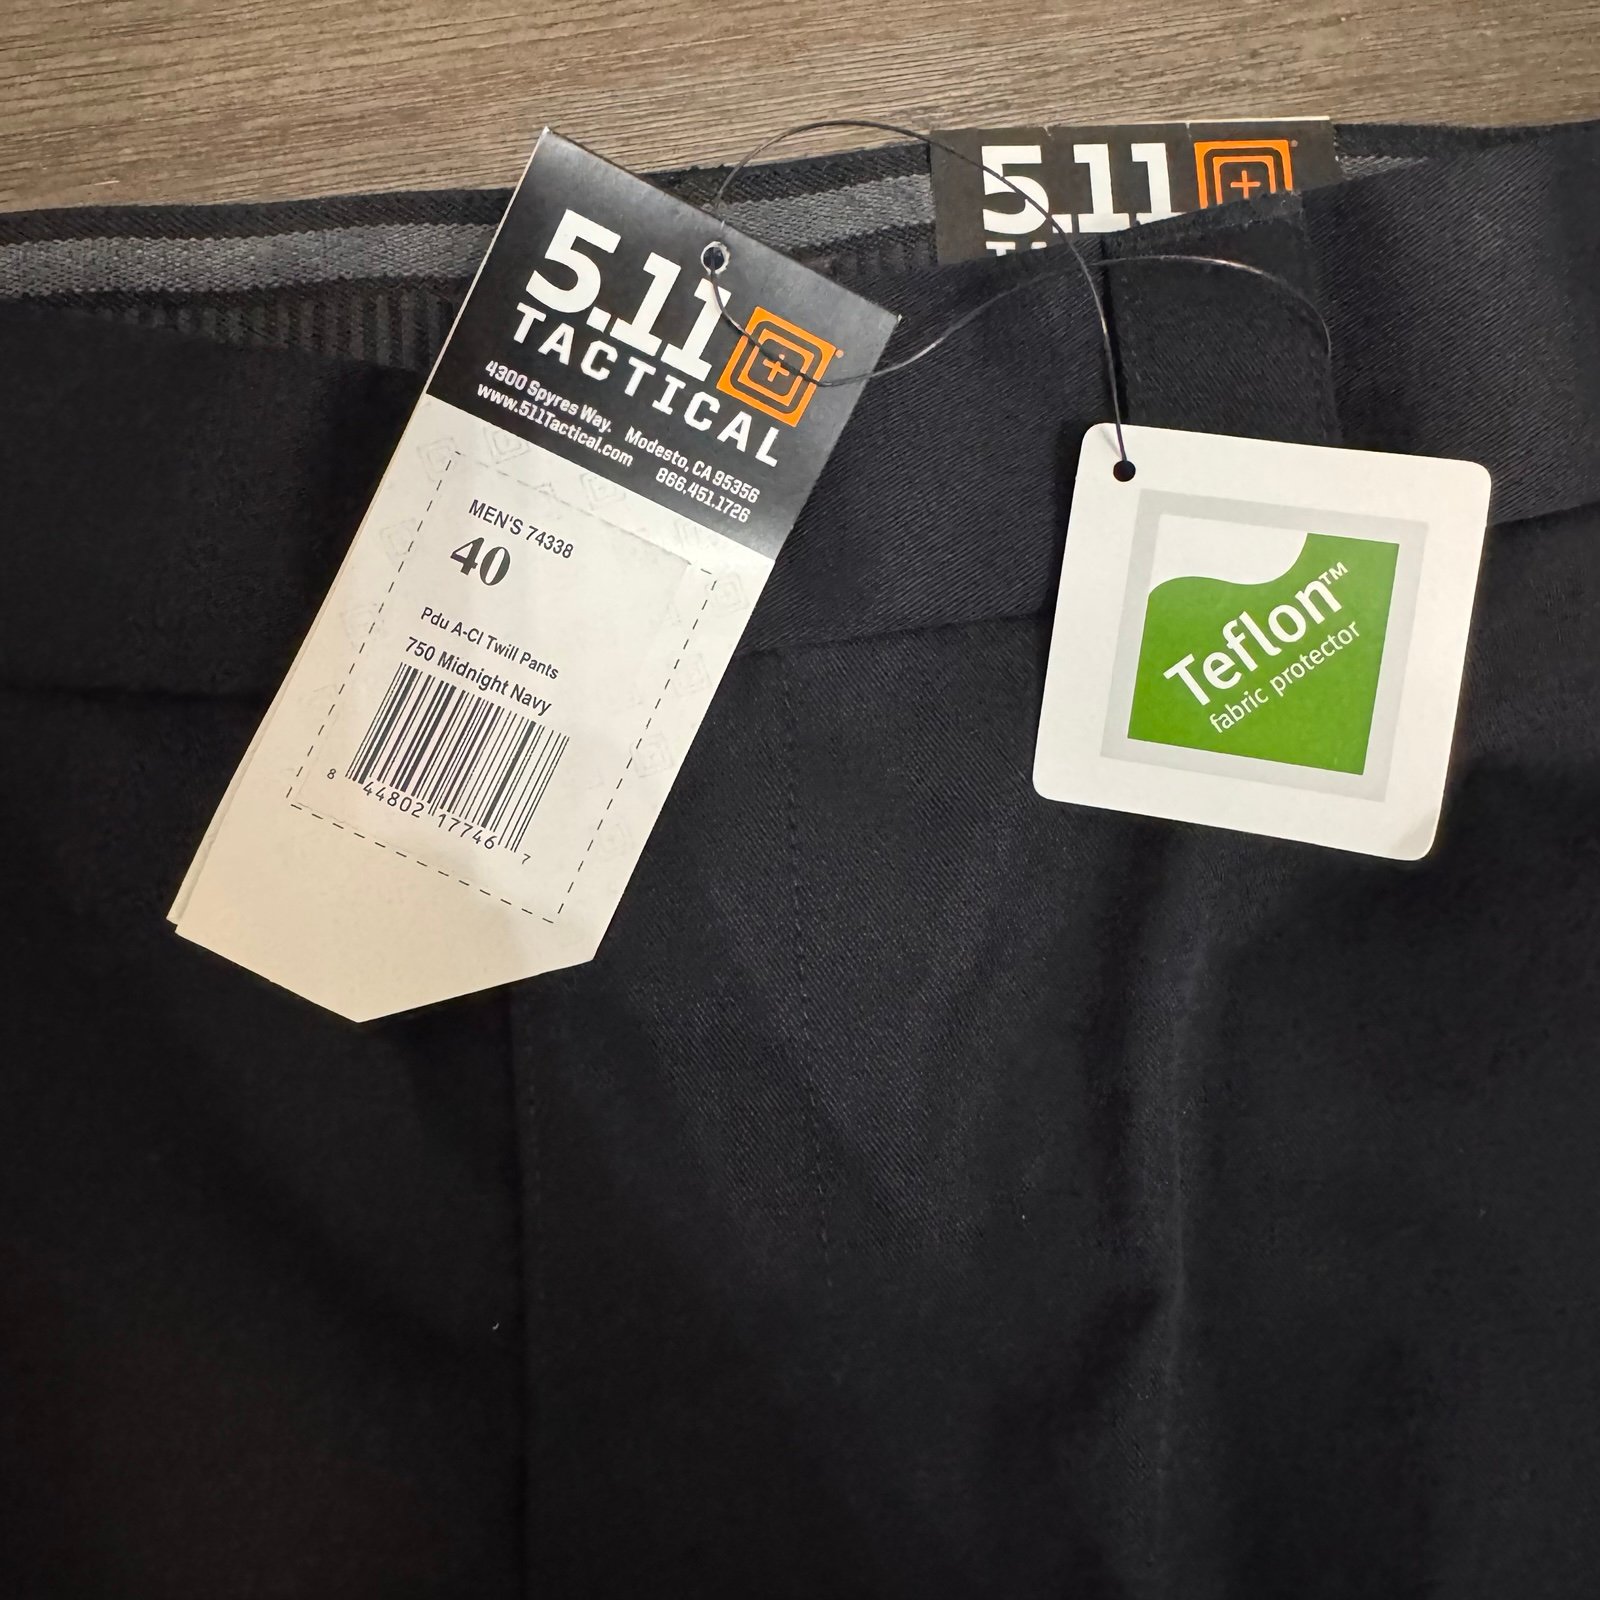 5.11
TACTICAL
4300 Spyres Way. Modesto, CA 95356
www.511Tactical.com 866.451.1726
MEN'S 74338
40
Pdu A-Cl Twill Pants
750 Midnight Navy
8 44802 17746 7
5.11
Teflon™
fabric protector